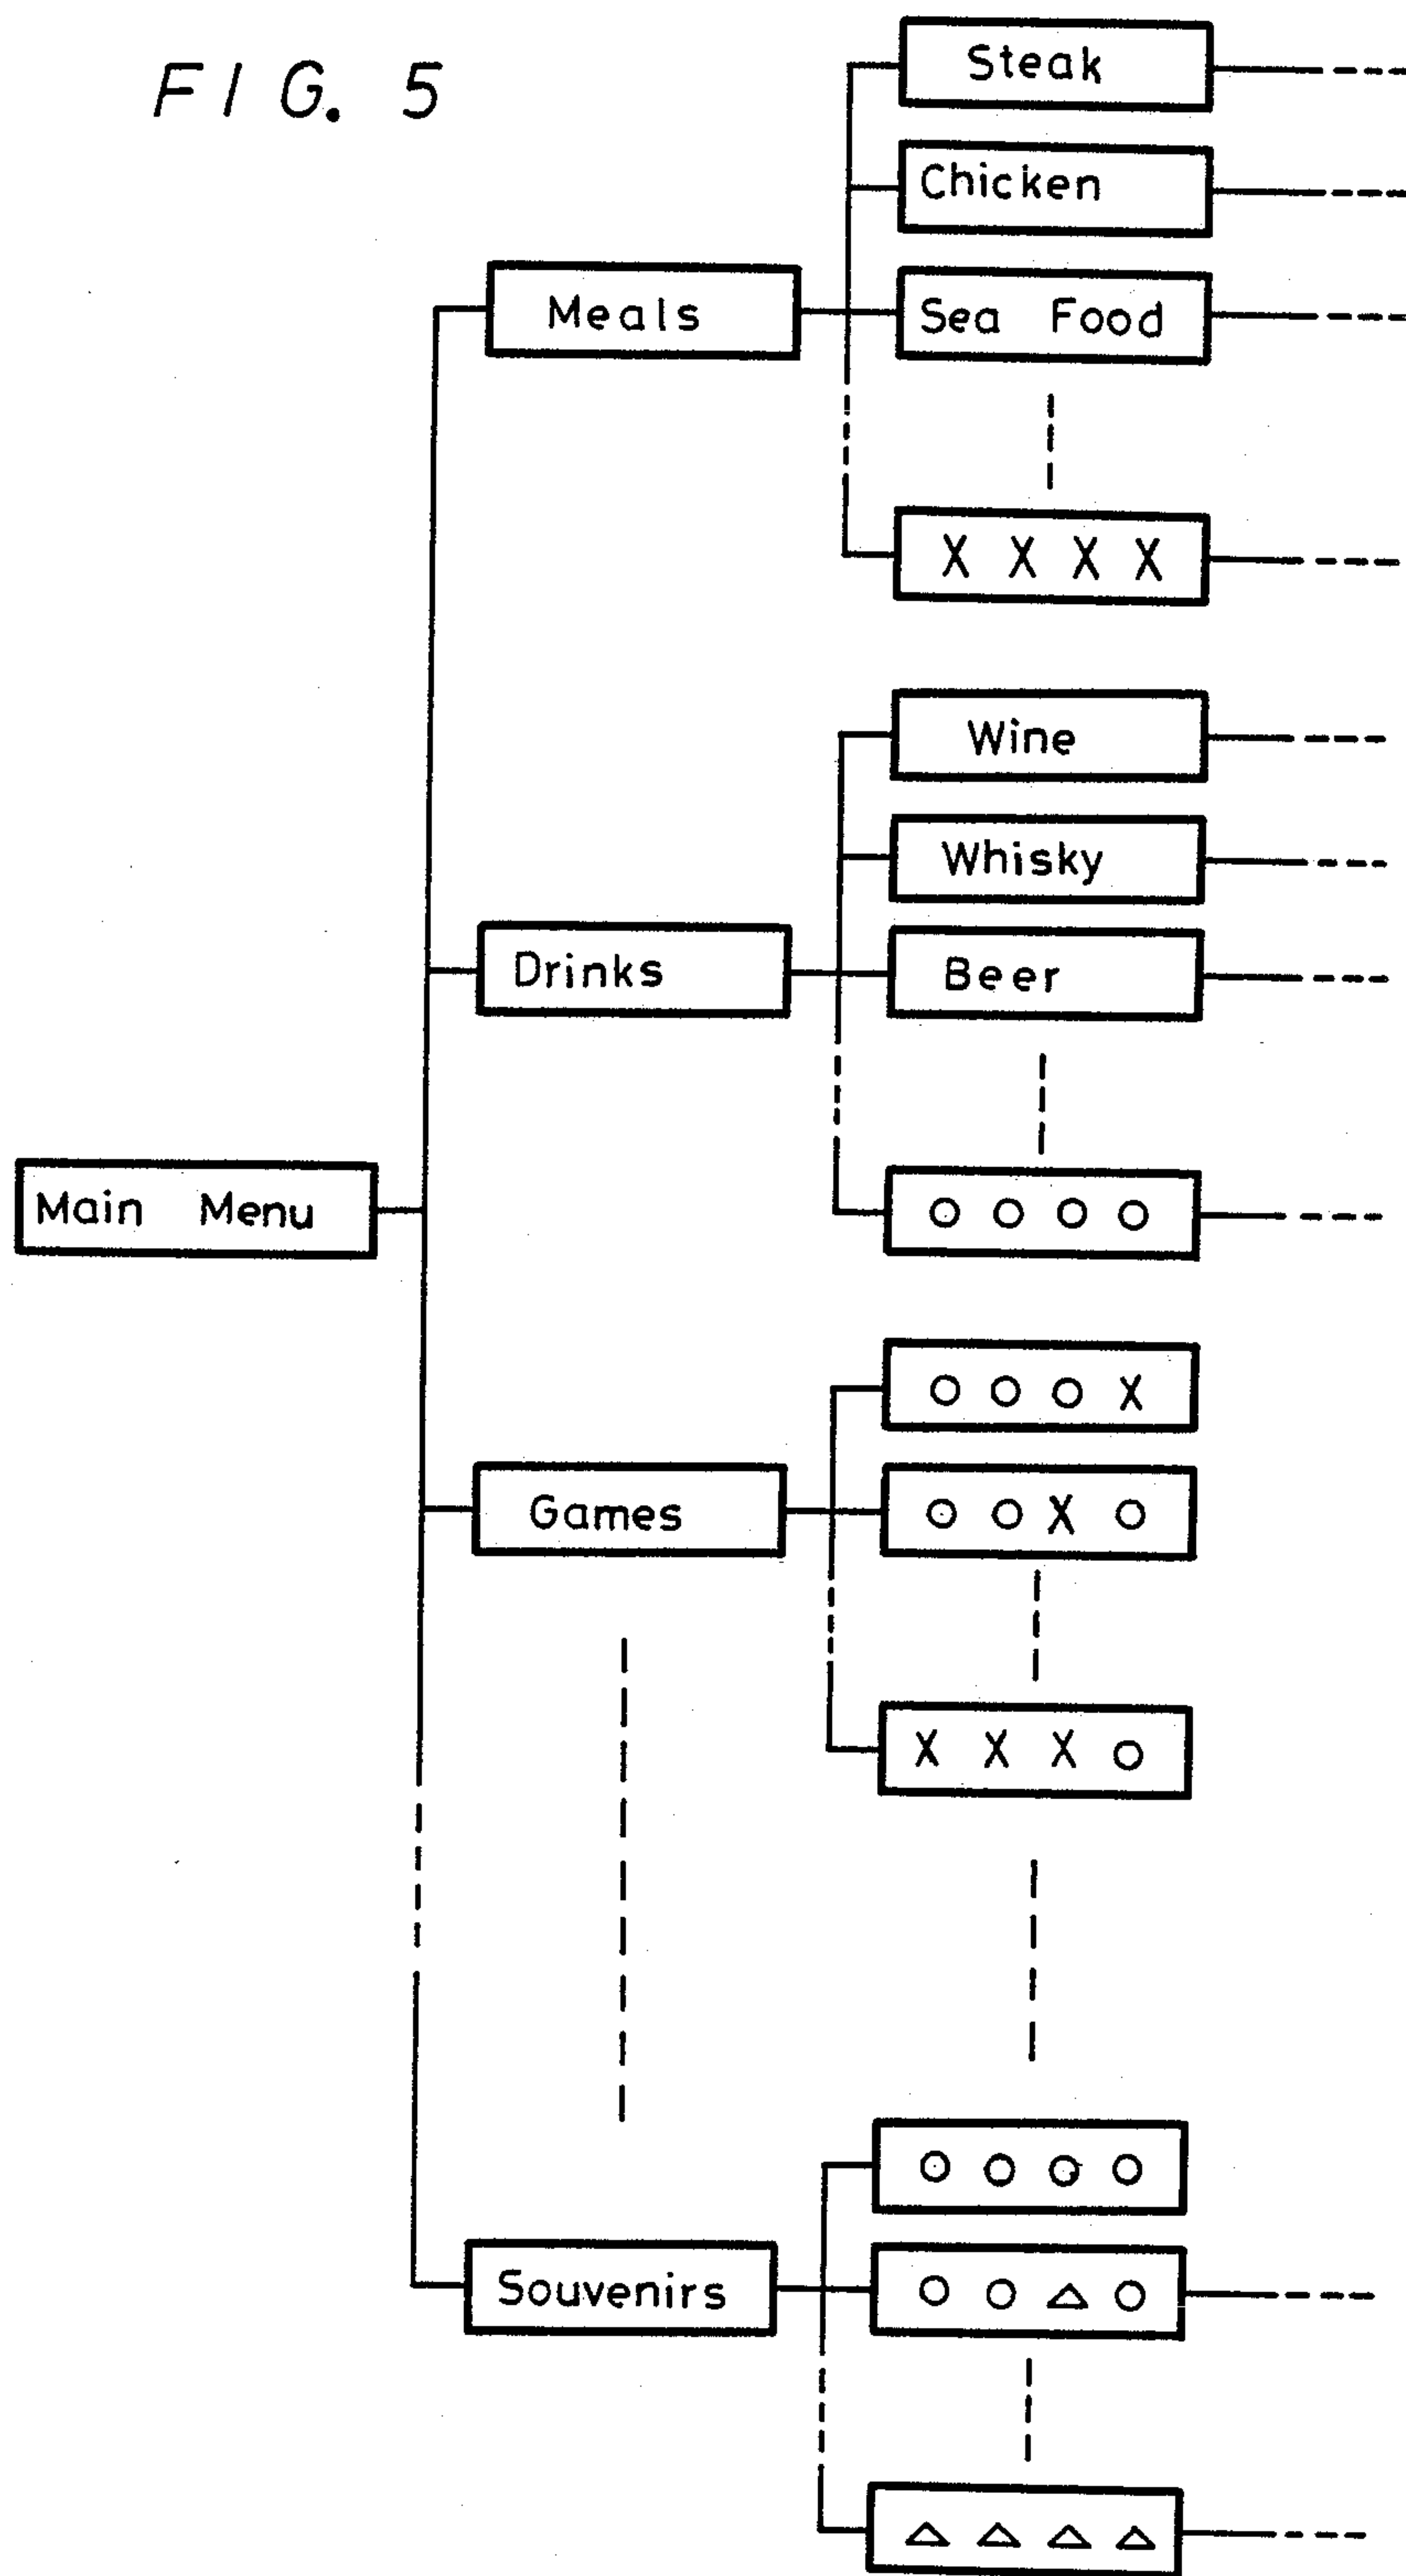 FIG. 5
Main Menu
Meals
Steak
Chicken
Sea Food
X X X X
Drinks
Wine
Whisky
Beer
○ ○ ○ ○
Games
○ ○ ○ X
○ ○ X ○
X X X ○
Souvenirs
○ ○ ○ ○
○ ○ △ ○
△ △ △ △